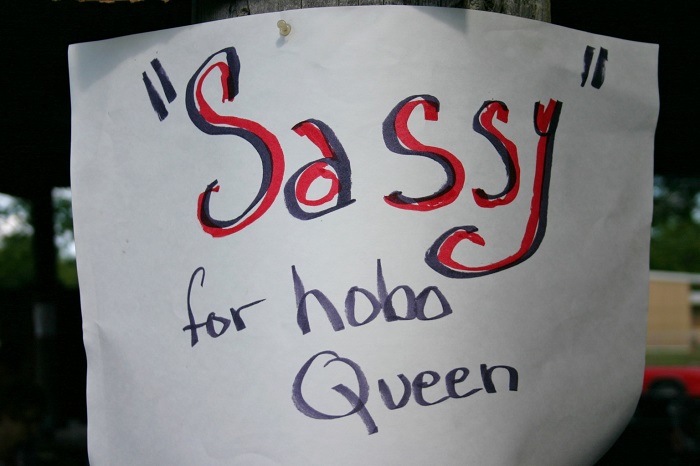 "Sassy"
for hobo
Queen